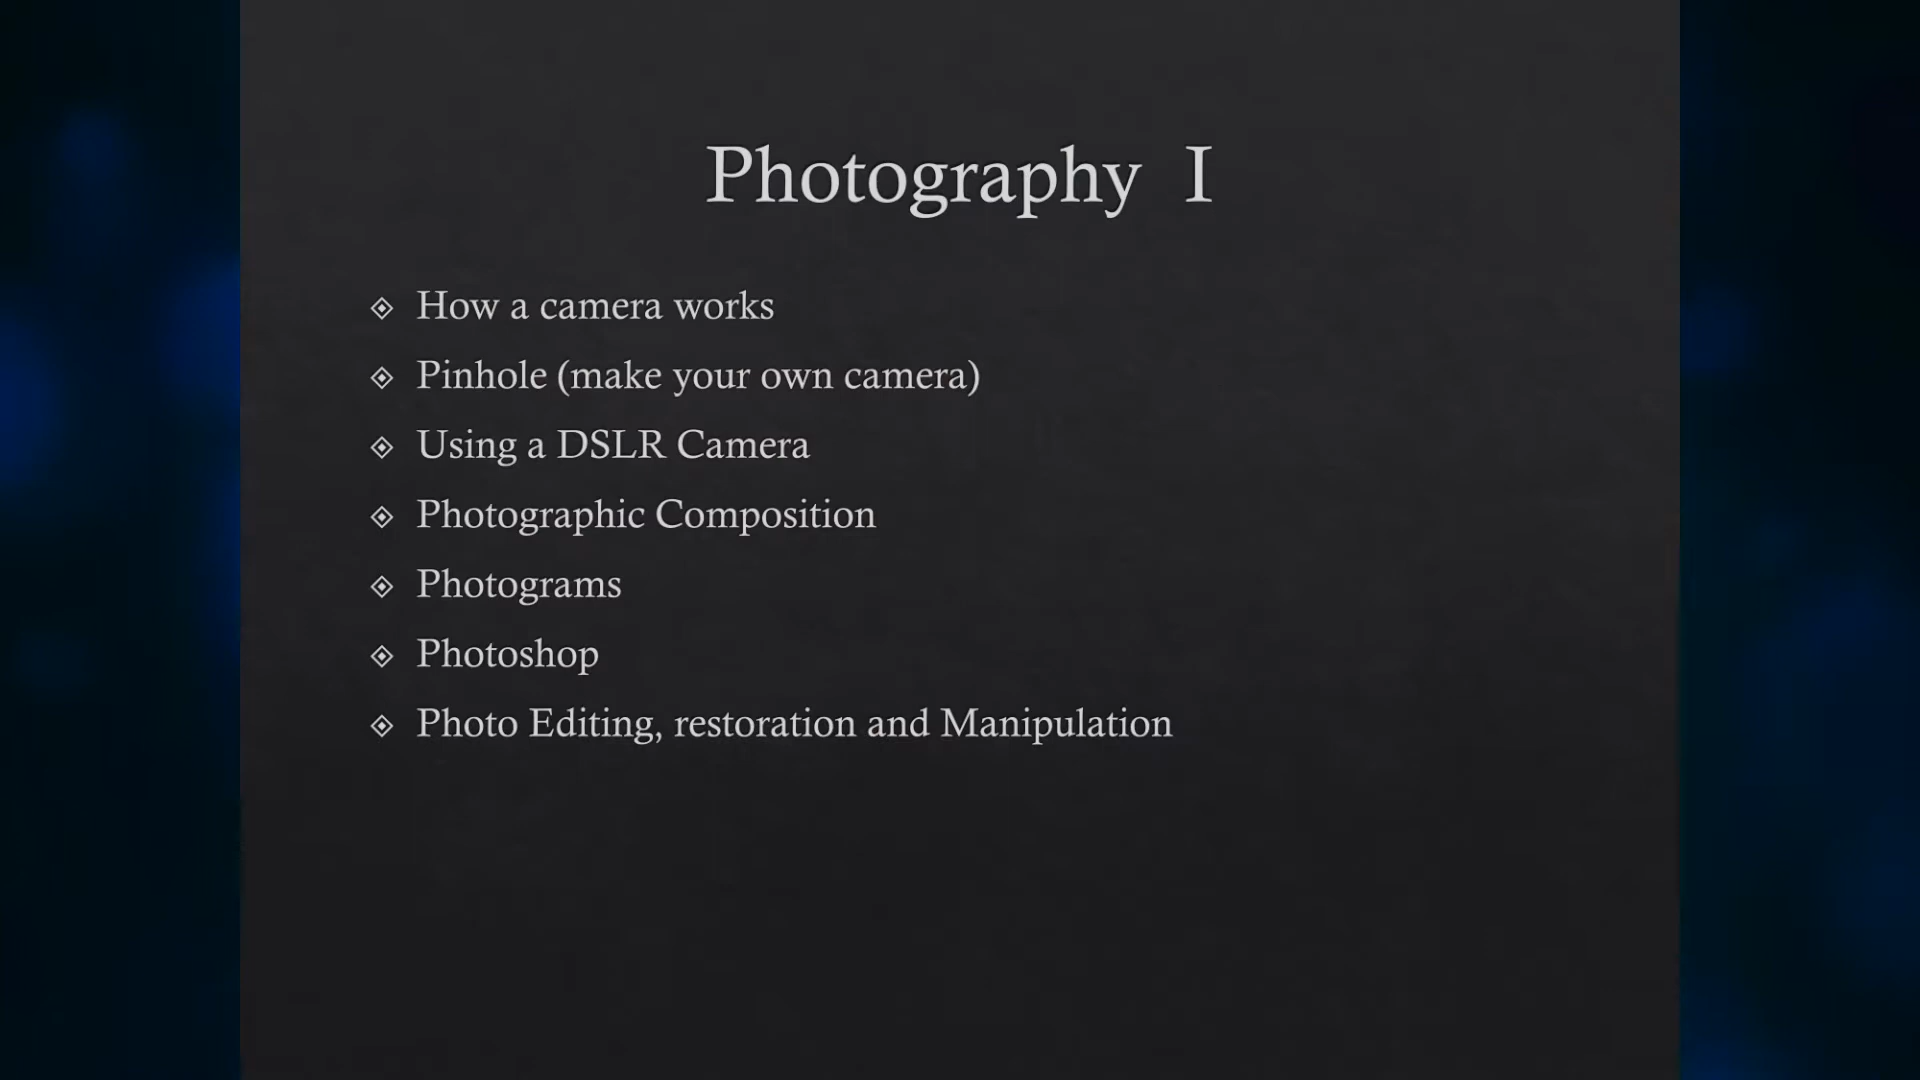 Photography I
How a camera works
Pinhole (make your own camera)
Using a DSLR Camera
Photographic Composition
Photograms
Photoshop
Photo Editing, restoration and Manipulation